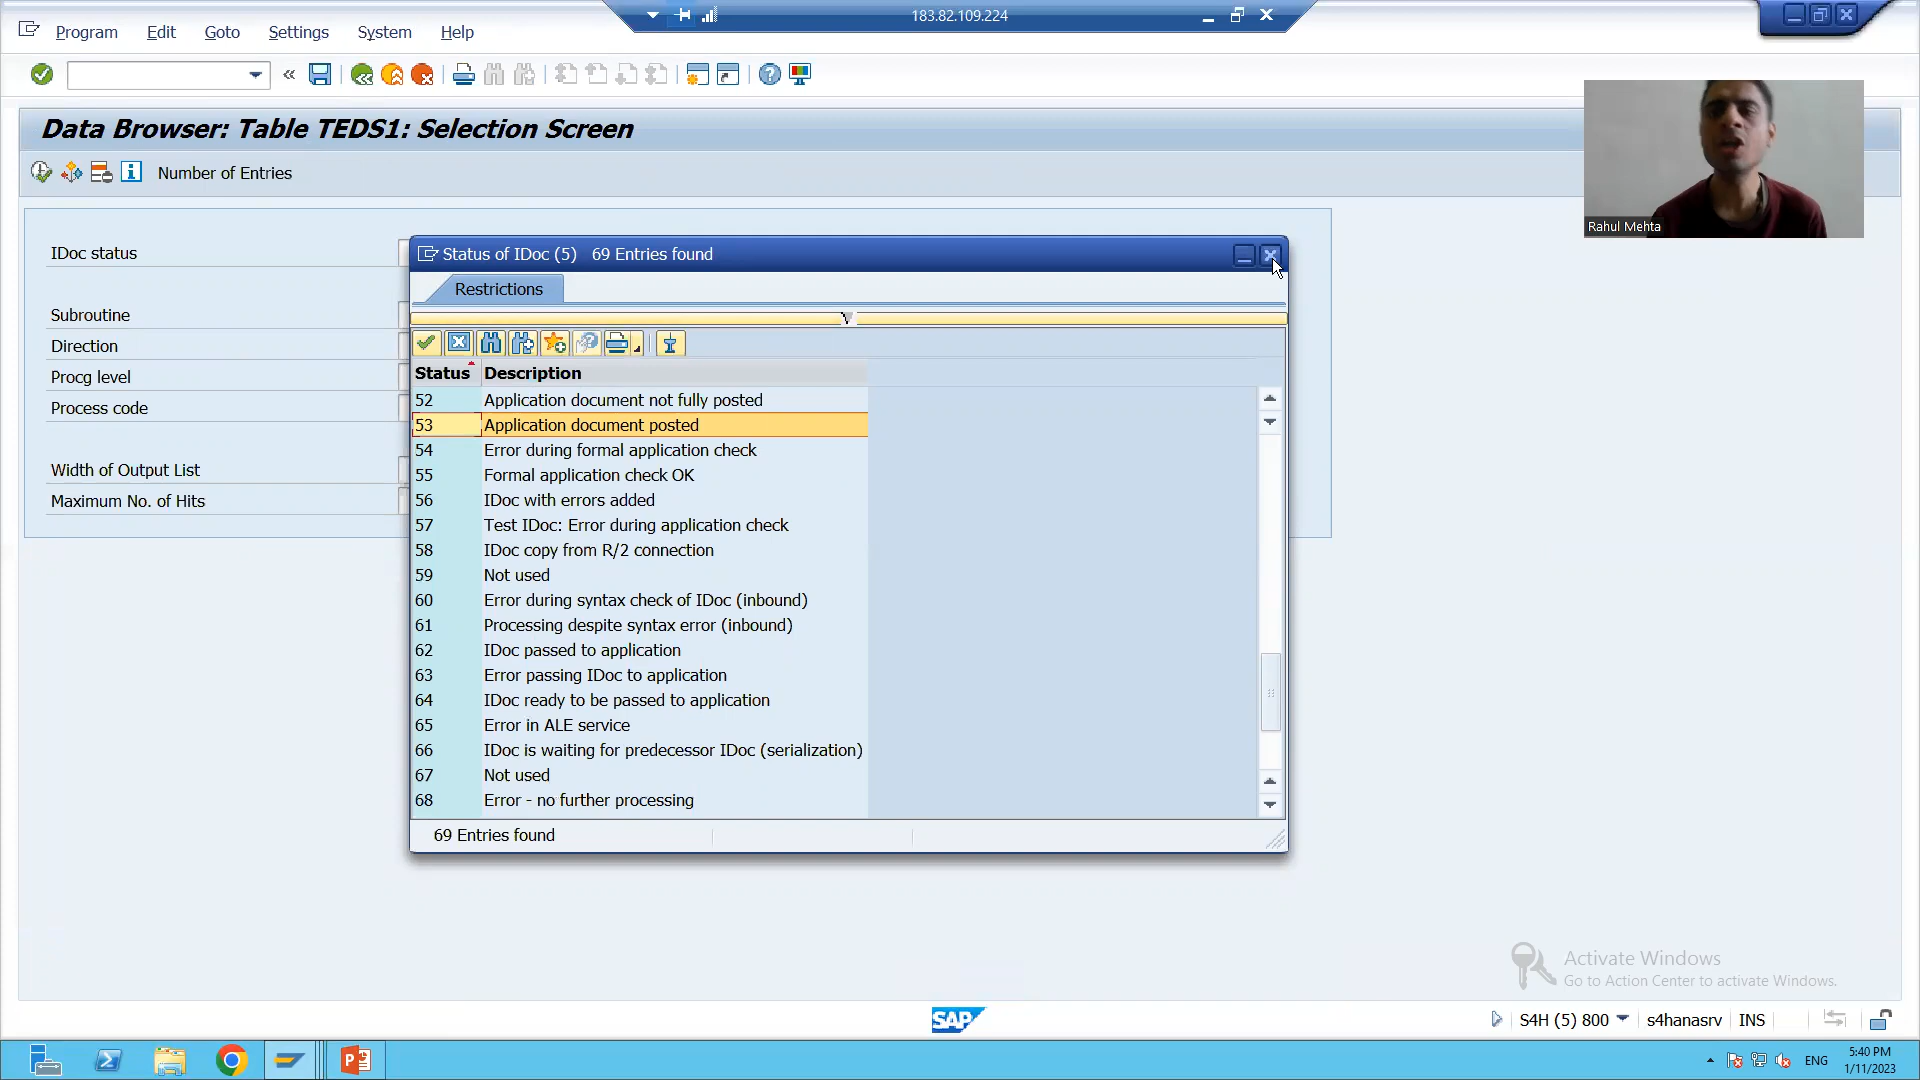 183.82.109.224
Program Edit Goto Settings System Help
Data Browser: Table TEDS1: Selection Screen
Number of Entries
Rahul Mehta
IDoc status
Subroutine
Direction
Procg level
Process code
Width of Output List
Maximum No. of Hits
Status of IDoc (5) 69 Entries found
Restrictions
Status Description
52 Application document not fully posted
53 Application document posted
54 Error during formal application check
55 Formal application check OK
56 IDoc with errors added
57 Test IDoc: Error during application check
58 IDoc copy from R/2 connection
59 Not used
60 Error during syntax check of IDoc (inbound)
61 Processing despite syntax error (inbound)
62 IDoc passed to application
63 Error passing IDoc to application
64 IDoc ready to be passed to application
65 Error in ALE service
66 IDoc is waiting for predecessor IDoc (serialization)
67 Not used
68 Error - no further processing
69 Entries found
Activate Windows
Go to Action Center to activate Windows.
SAP
S4H (5) 800 s4hanasrv INS
ENG
5:40 PM
1/11/2023